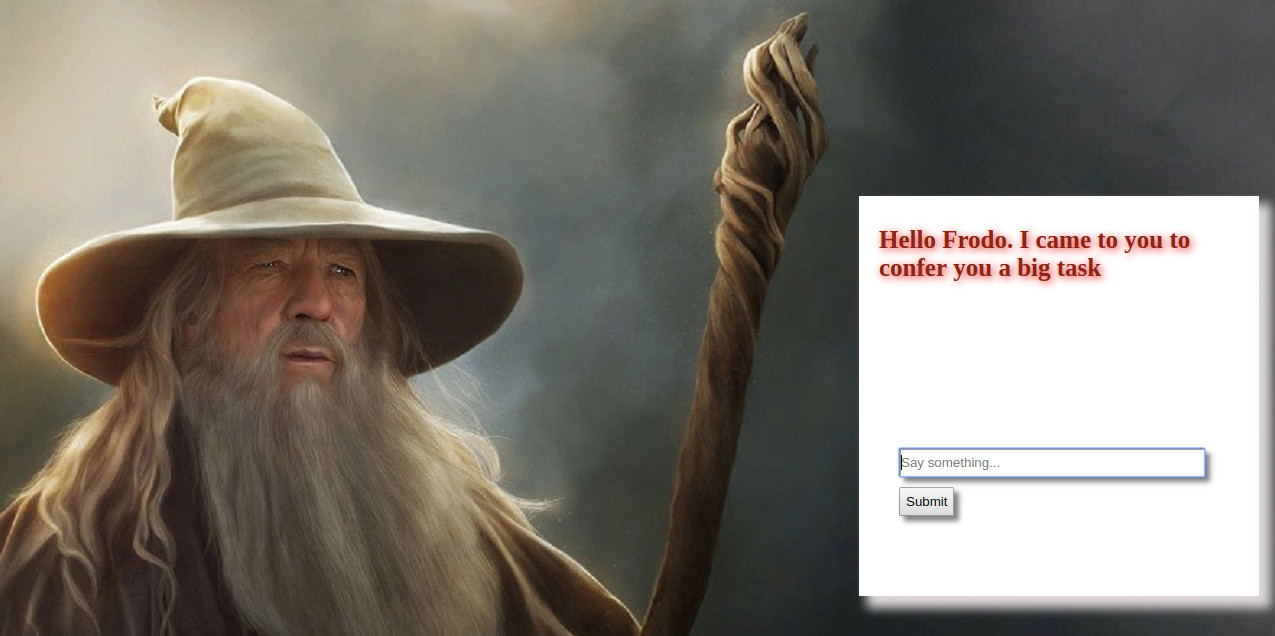 Hello Frodo. I came to you to
confer you a big task
Say something...
Submit